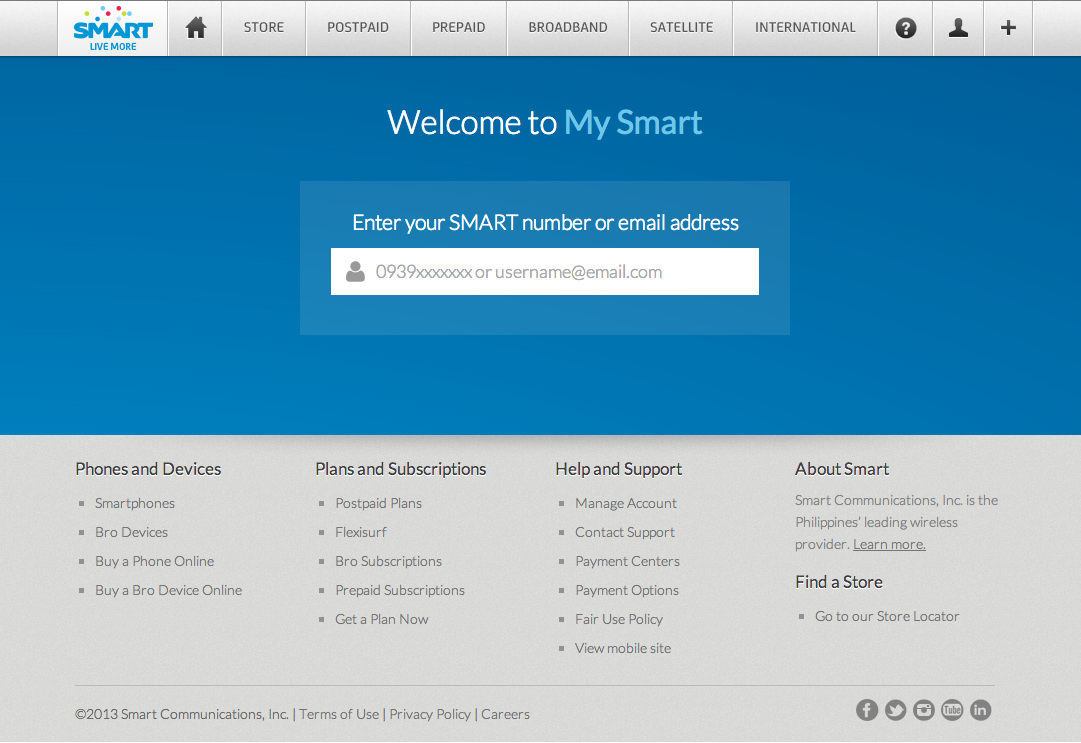 SMART
LIVE MORE
STORE
POSTPAID
PREPAID
BROADBAND
SATELLITE
INTERNATIONAL
?
Welcome to My Smart
Enter your SMART number or email address
0939xxxxxxx or username@email.com
Phones and Devices
Smartphones
Bro Devices
Buy a Phone Online
Buy a Bro Device Online
Plans and Subscriptions
Postpaid Plans
Flexisurf
Bro Subscriptions
Prepaid Subscriptions
Get a Plan Now
Help and Support
Manage Account
Contact Support
Payment Centers
Payment Options
Fair Use Policy
View mobile site
About Smart
Smart Communications, Inc. is the
Philippines' leading wireless
provider. Learn more.
Find a Store
Go to our Store Locator
©2013 Smart Communications, Inc. | Terms of Use | Privacy Policy | Careers
f
You Tube
in